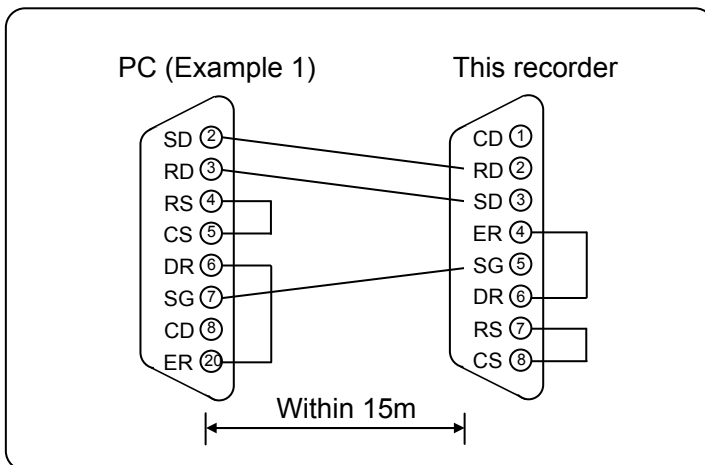 PC (Example 1)
This recorder
SD 2
RD 3
RS 4
CS 5
DR 6
SG 7
CD 8
ER 20
CD 1
RD 2
SD 3
ER 4
SG 5
DR 6
RS 7
CS 8
Within 15m